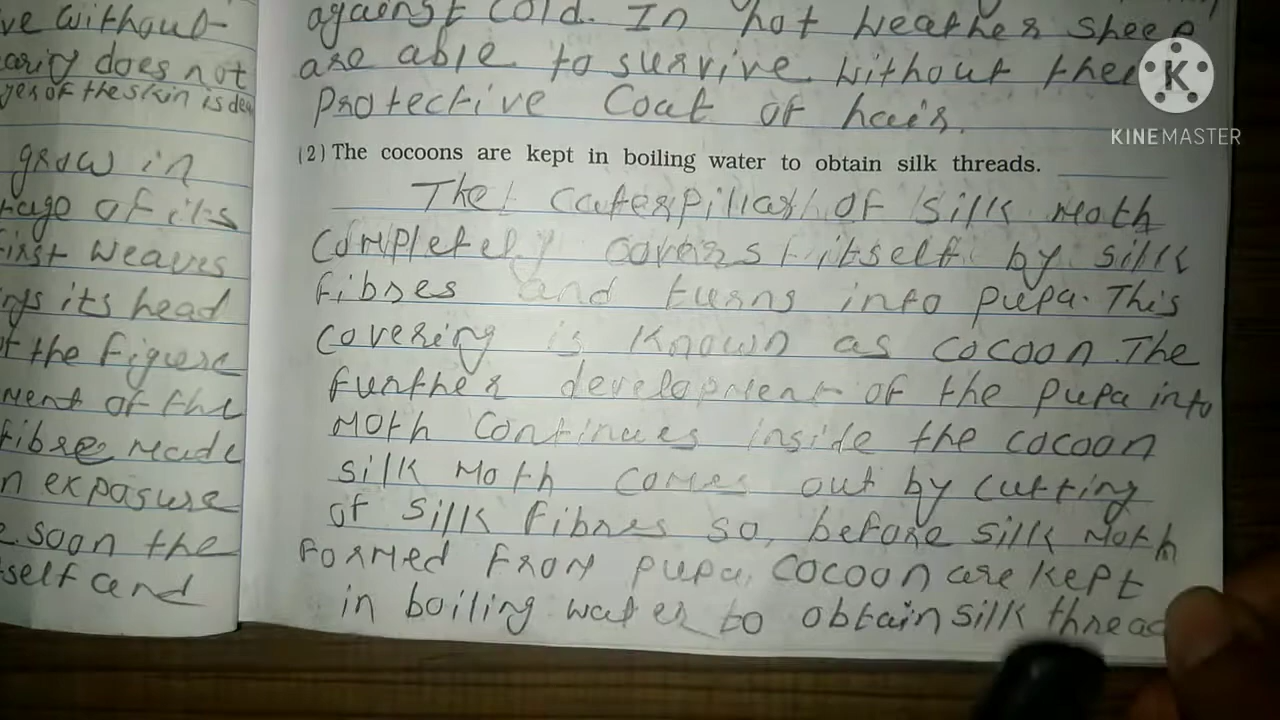 ve without
does not
of the skin is dea
grow in
of its
first weaves
its head
the figure
ment of the
fibre made
n exposure
soon the
self and
against cold. In hot weather sheep
are able to survive without thei
protective coat of hair.
K
KINEMASTER
(2) The cocoons are kept in boiling water to obtain silk threads.
The caterpillar of silk moth
completely covers itself by silk
fibres and turns into pupa. This
covering is known as cocoon. The
further development of the pupa into
moth continues inside the cocoon
silk moth comes out by cutting
of silk fibres so, before silk moth
formed from pupa, cocoon are kept
in boiling water to obtain silk thread